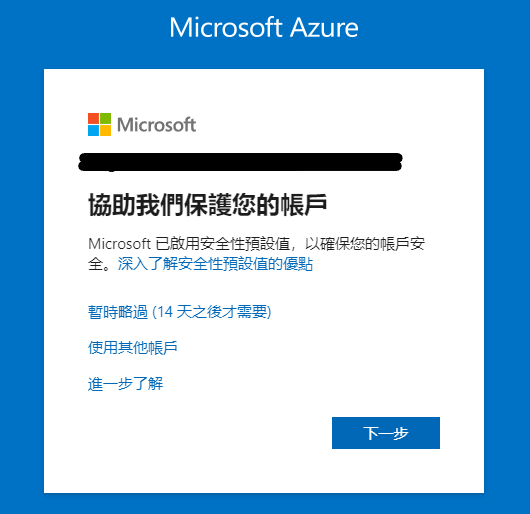 Microsoft Azure
Microsoft
協助我們保護您的帳戶
Microsoft 已啟用安全性預設值，以確保您的帳戶安
全。深入了解安全性預設值的優點
暫時略過 (14 天之後才需要)
使用其他帳戶
進一步了解
下一步